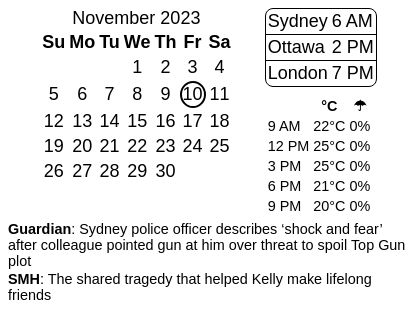 November 2023
Su Mo Tu We Th Fr Sa
1 2 3 4
5 6 7 8 9 10 11
12 13 14 15 16 17 18
19 20 21 22 23 24 25
26 27 28 29 30
Sydney 6 AM
Ottawa 2 PM
London 7 PM
°C ☂
9 AM 22°C 0%
12 PM 25°C 0%
3 PM 25°C 0%
6 PM 21°C 0%
9 PM 20°C 0%
Guardian: Sydney police officer describes ‘shock and fear’
after colleague pointed gun at him over threat to spoil Top Gun
plot
SMH: The shared tragedy that helped Kelly make lifelong
friends